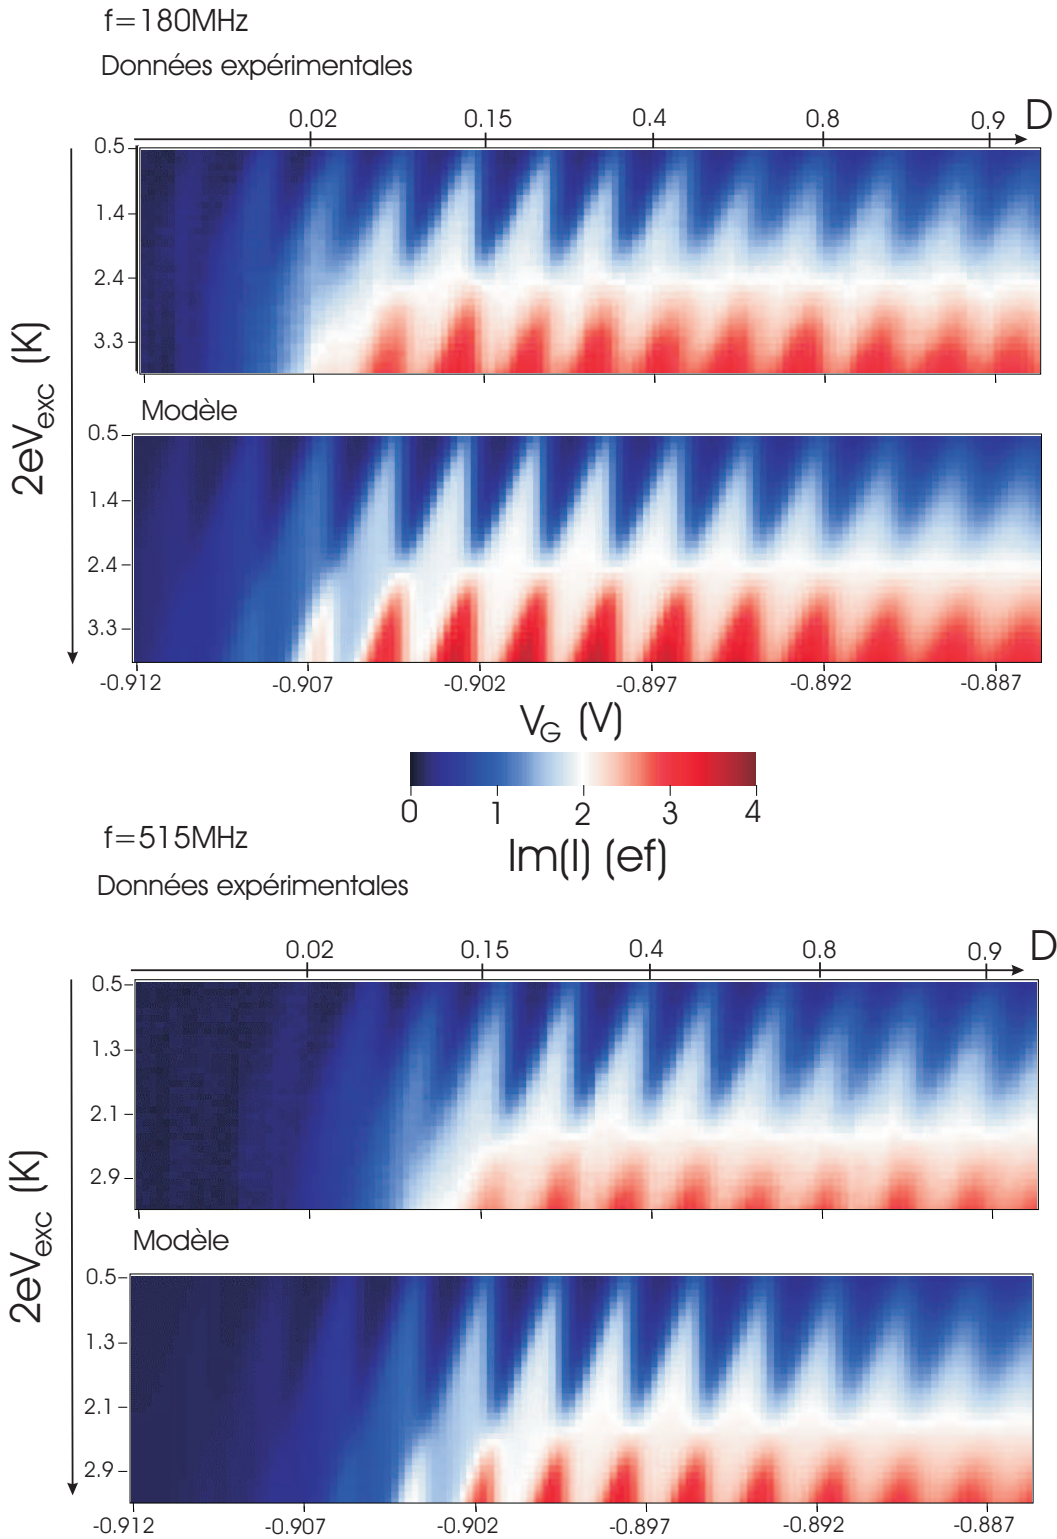 f=180MHz
Données expérimentales
0.02 0.15 0.4 0.8 0.9 D
0.5
1.4
2.4
3.3
Modèle
0.5
1.4
2.4
3.3
2eVexc (K)
-0.912 -0.907 -0.902 -0.897 -0.892 -0.887
VG (V)
0 1 2 3 4
Im(I) (ef)
f=515MHz
Données expérimentales
0.02 0.15 0.4 0.8 0.9 D
0.5
1.3
2.1
2.9
Modèle
0.5
1.3
2.1
2.9
2eVexc (K)
-0.912 -0.907 -0.902 -0.897 -0.892 -0.887